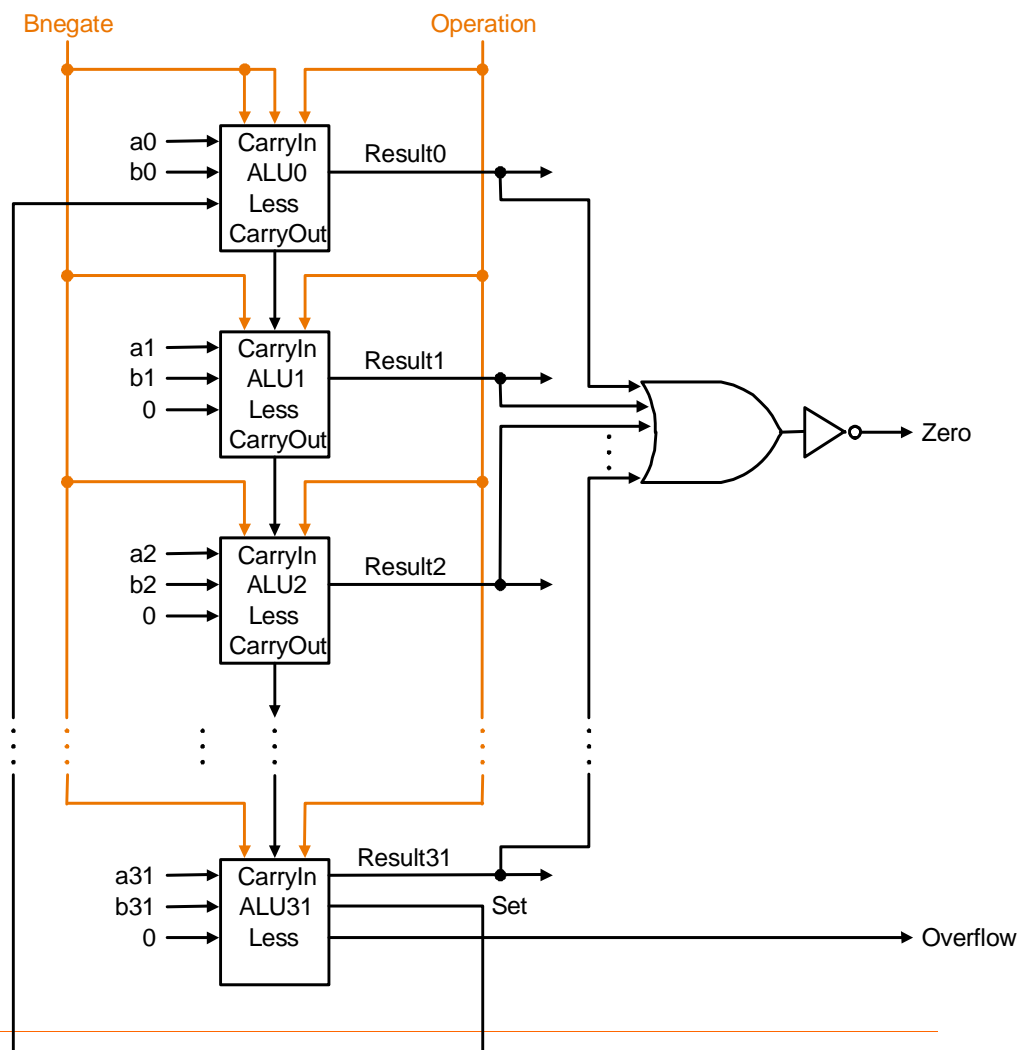 Bnegate Operation
a0
b0
CarryIn
ALU0
Less
CarryOut
Result0
a1
b1
0
CarryIn
ALU1
Less
CarryOut
Result1
Zero
a2
b2
0
CarryIn
ALU2
Less
CarryOut
Result2
a31
b31
0
CarryIn
ALU31
Less
Result31
Set
Overflow